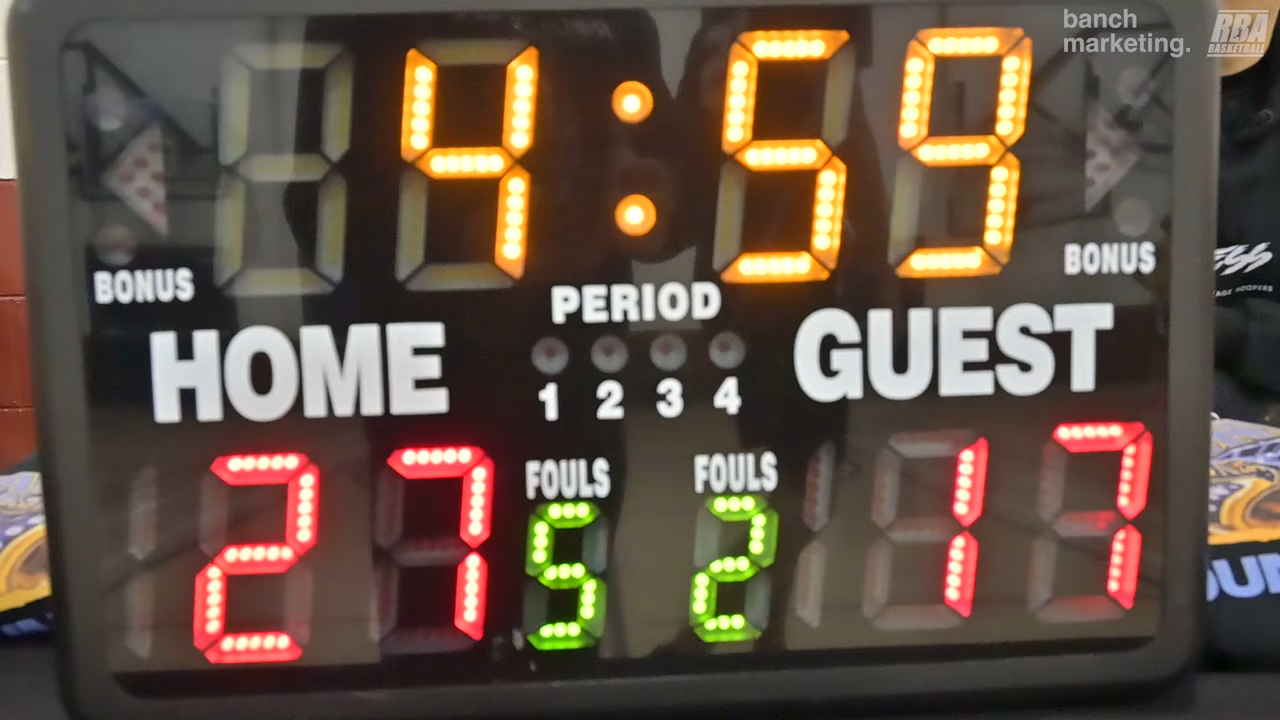 banch
marketing.
RBA
BASKETBALL
4:59
BONUS
BONUS
PERIOD
HOME
GUEST
1 2 3 4
FOULS
FOULS
27
5
2
17